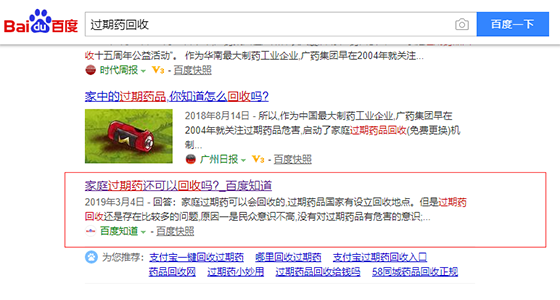 Bai du 百度 过期药回收 百度一下
收十五周年公益活动”。 作为华南最大制药工业企业,广药集团早在2004年就关注...
时代周报 V3 - 百度快照
家中的过期药品,你知道怎么回收吗?
2018年8月14日 - 所以,作为中国最大制药工业企业,广药集团早在
2004年就关注过期药品危害,启动了家庭过期药品回收(免费更换)机
制...
广州日报 V3 - 百度快照
家庭过期药还可以回收吗?_百度知道
2019年3月4日 - 回答: 家庭过期药可以会回收的,过期药品国家有设立回收地点。但是过期药
回收还是存在比较多的问题,原因一是民众意识不高,没有对过期药品有危害的意识;...
百度知道 - 百度快照
为您推荐: 支付宝一键回收过期药 哪里回收过期药 支付宝过期药回收入口
药品回收网 过期药小妙用 过期药品回收给钱吗 58同城药品回收正规